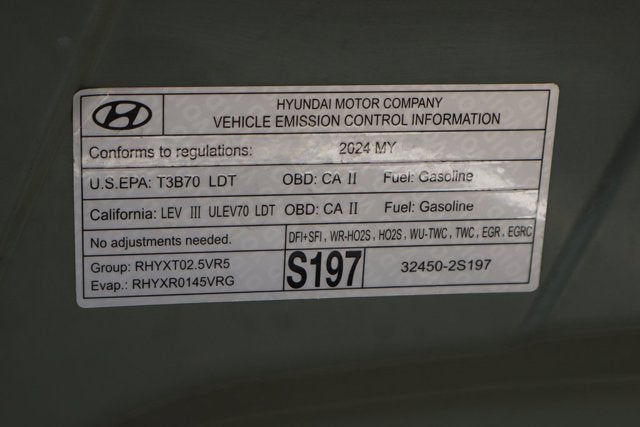 HYUNDAI MOTOR COMPANY
VEHICLE EMISSION CONTROL INFORMATION
Conforms to regulations: 2024 MY
U.S.EPA: T3B70 LDT OBD: CA II Fuel: Gasoline
California: LEV III ULEV70 LDT OBD: CA II Fuel: Gasoline
No adjustments needed. DFI+SFI, WR-HO2S, HO2S, WU-TWC, TWC, EGR, EGRC
Group: RHYXT02.5VR5
Evap.: RHYXR0145VRG
S197
32450-2S197